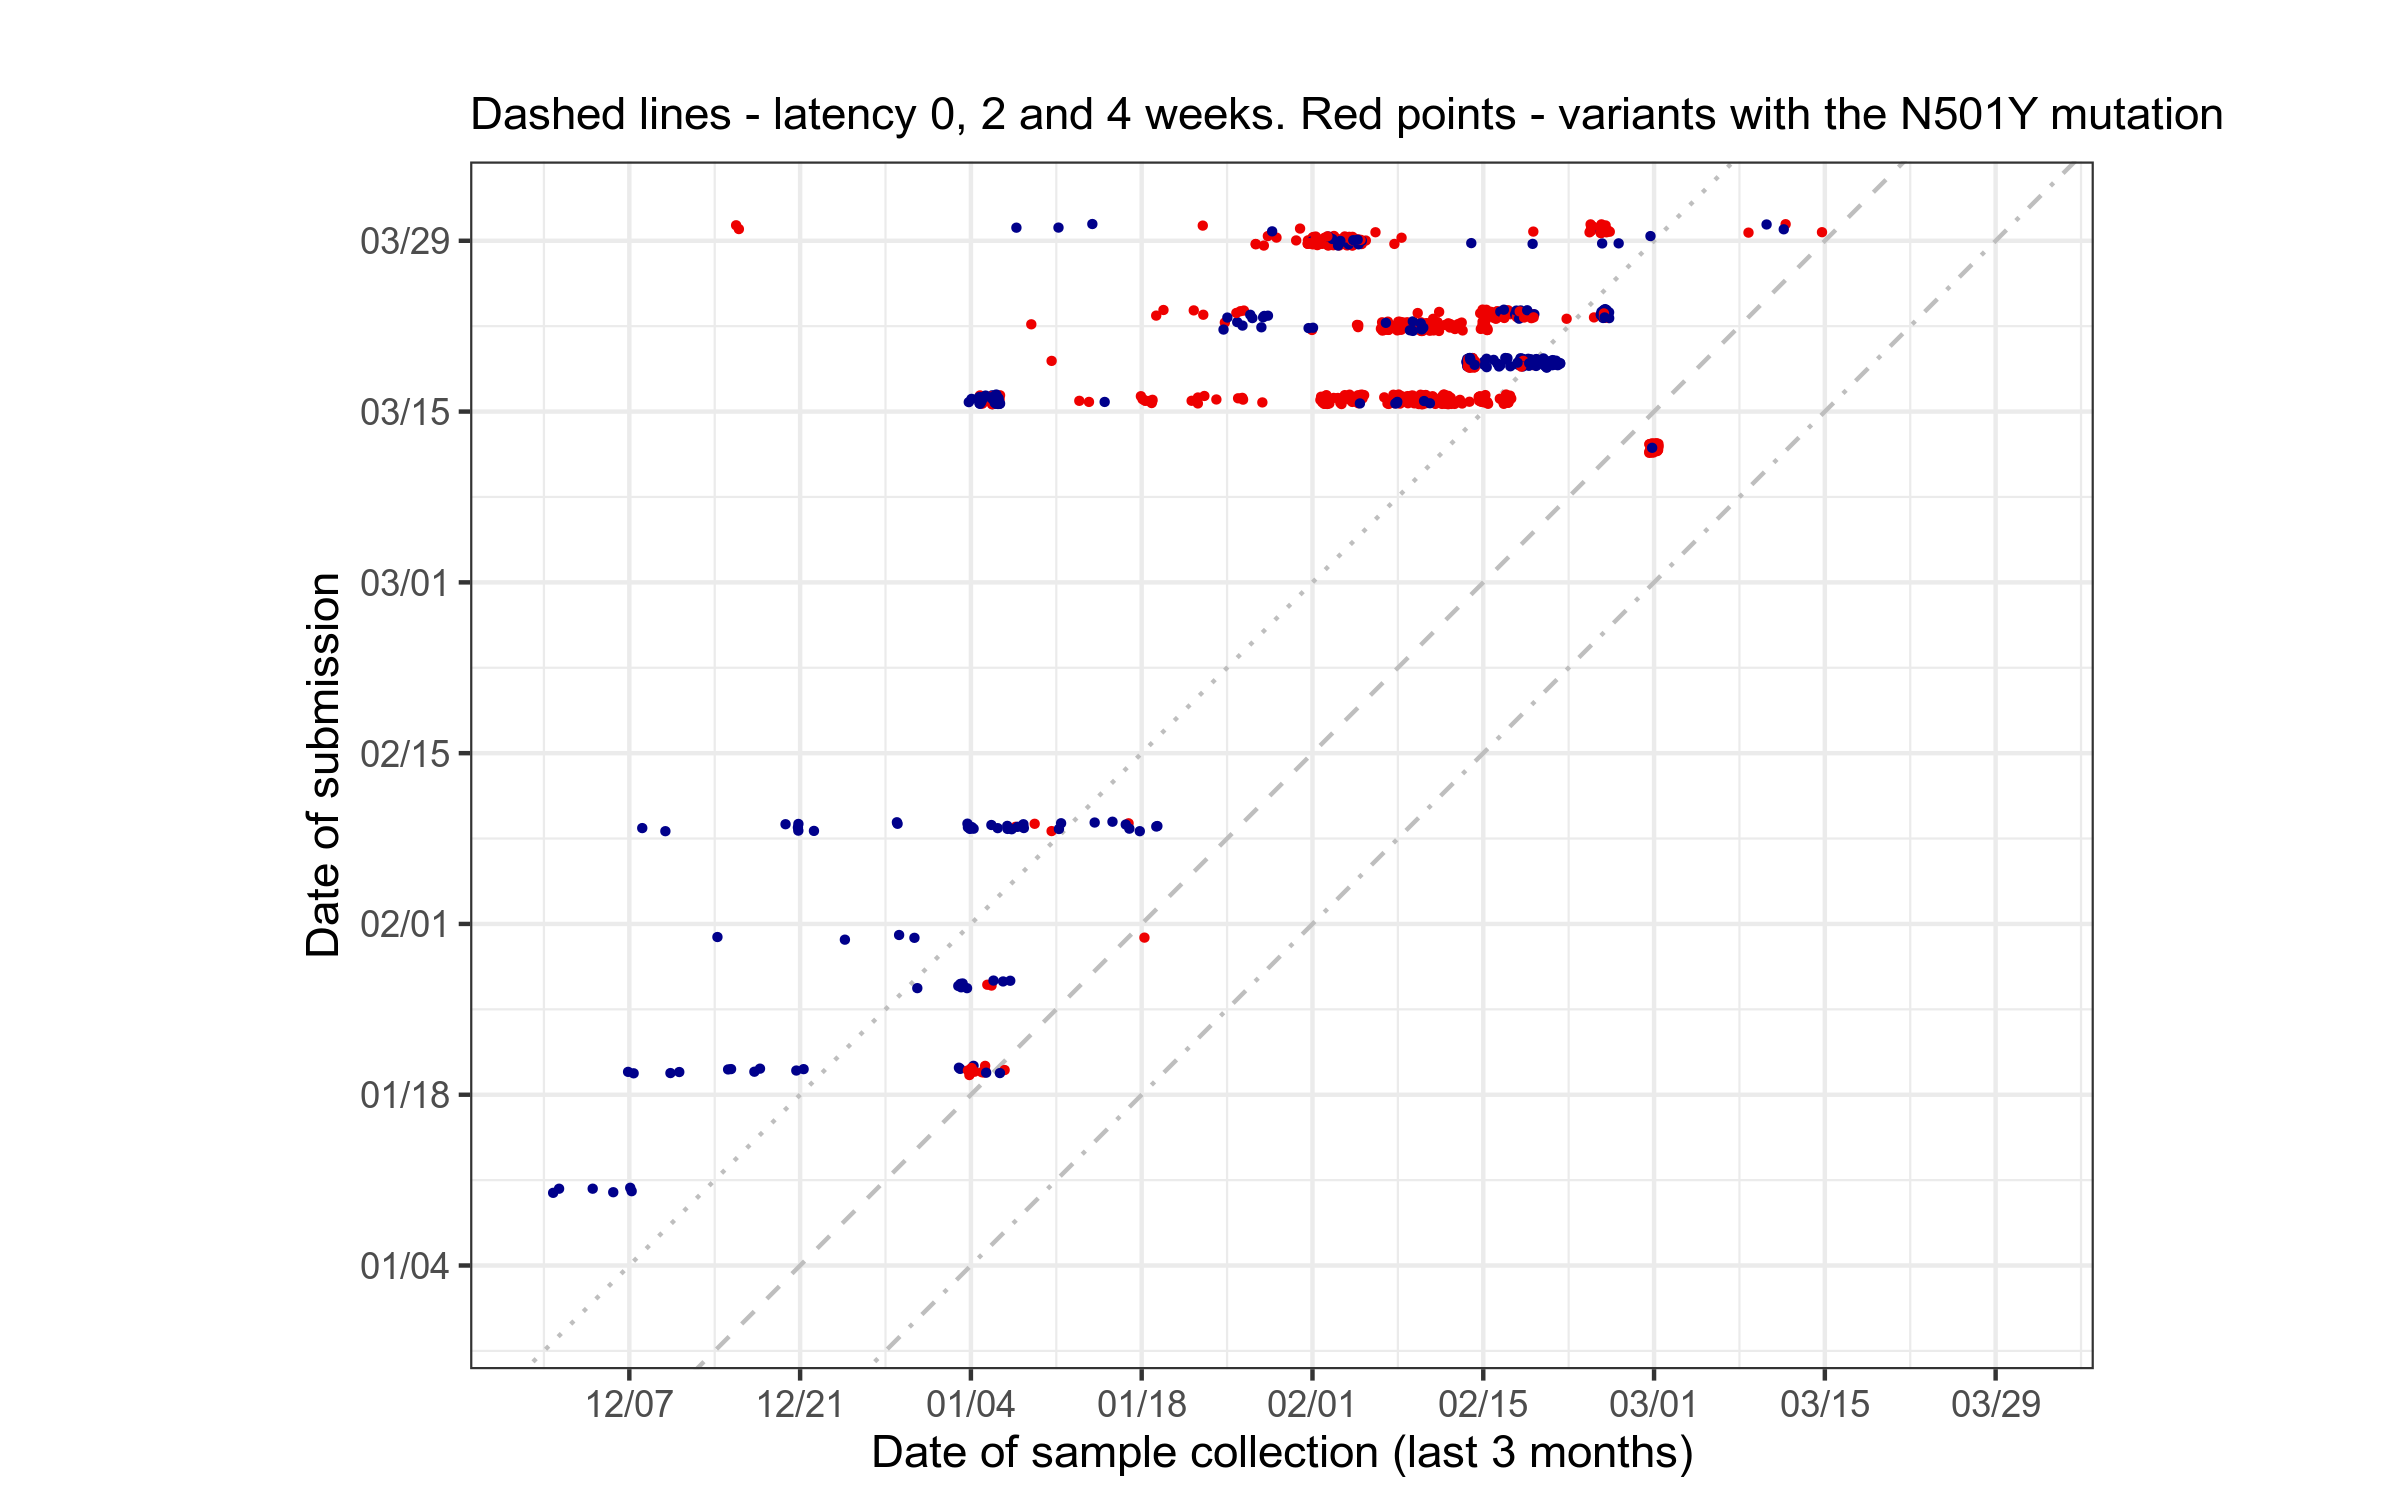 Dashed lines - latency 0, 2 and 4 weeks. Red points - variants with the N501Y mutation
Date of submission
03/29
03/15
03/01
02/15
02/01
01/18
01/04
12/07 12/21 01/04 01/18 02/01 02/15 03/01 03/15 03/29
Date of sample collection (last 3 months)